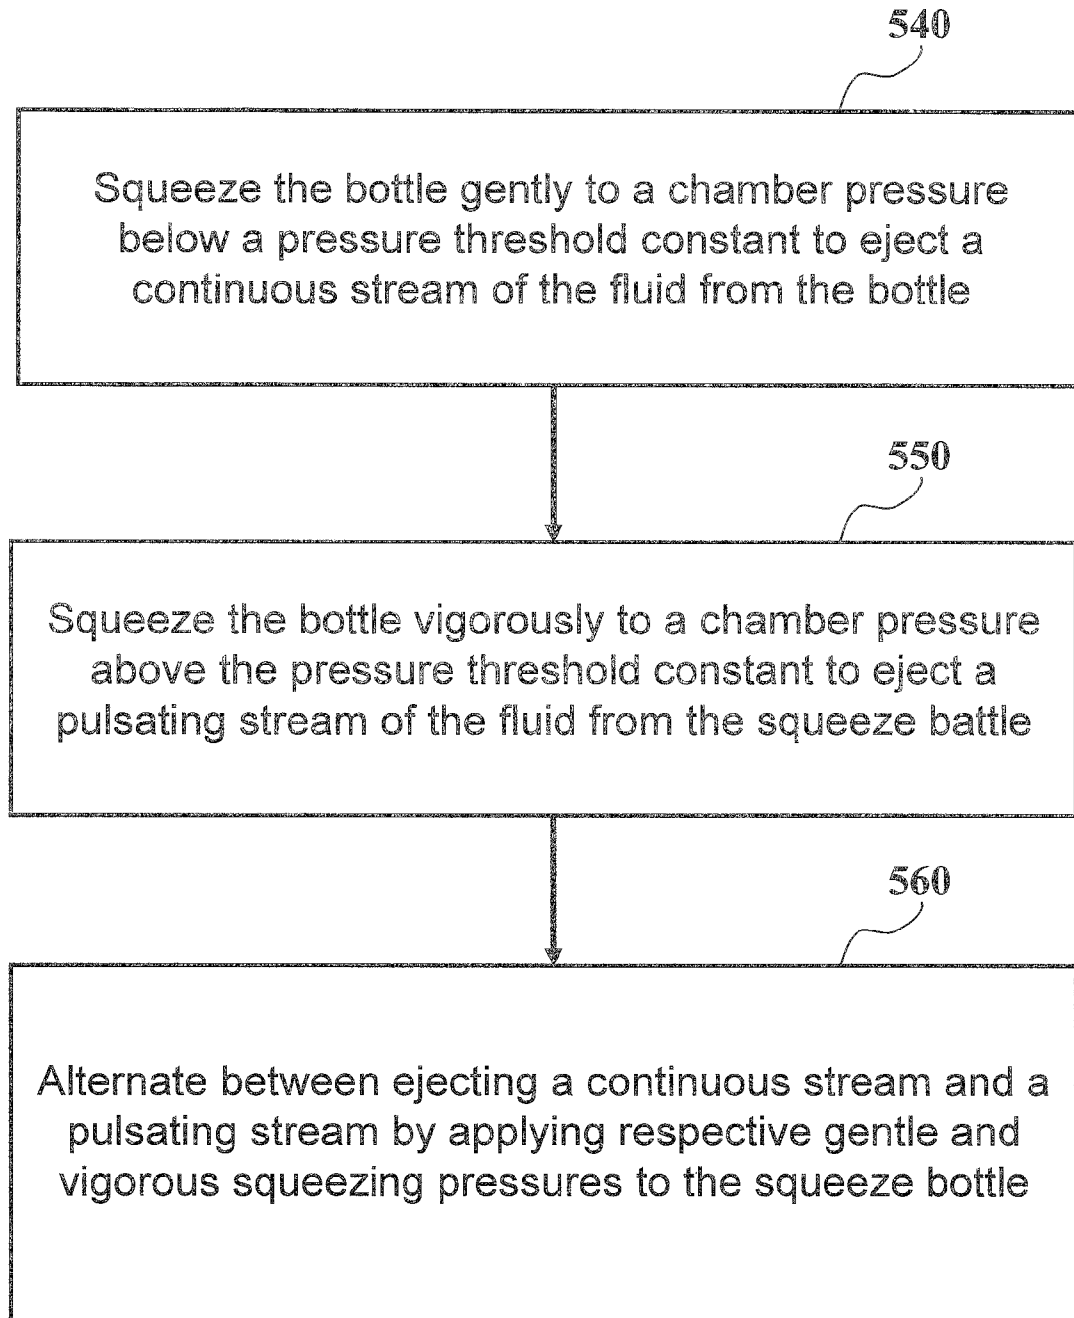 540
Squeeze the bottle gently to a chamber pressure
below a pressure threshold constant to eject a
continuous stream of the fluid from the bottle
550
Squeeze the bottle vigorously to a chamber pressure
above the pressure threshold constant to eject a
pulsating stream of the fluid from the squeeze battle
560
Alternate between ejecting a continuous stream and a
pulsating stream by applying respective gentle and
vigorous squeezing pressures to the squeeze bottle